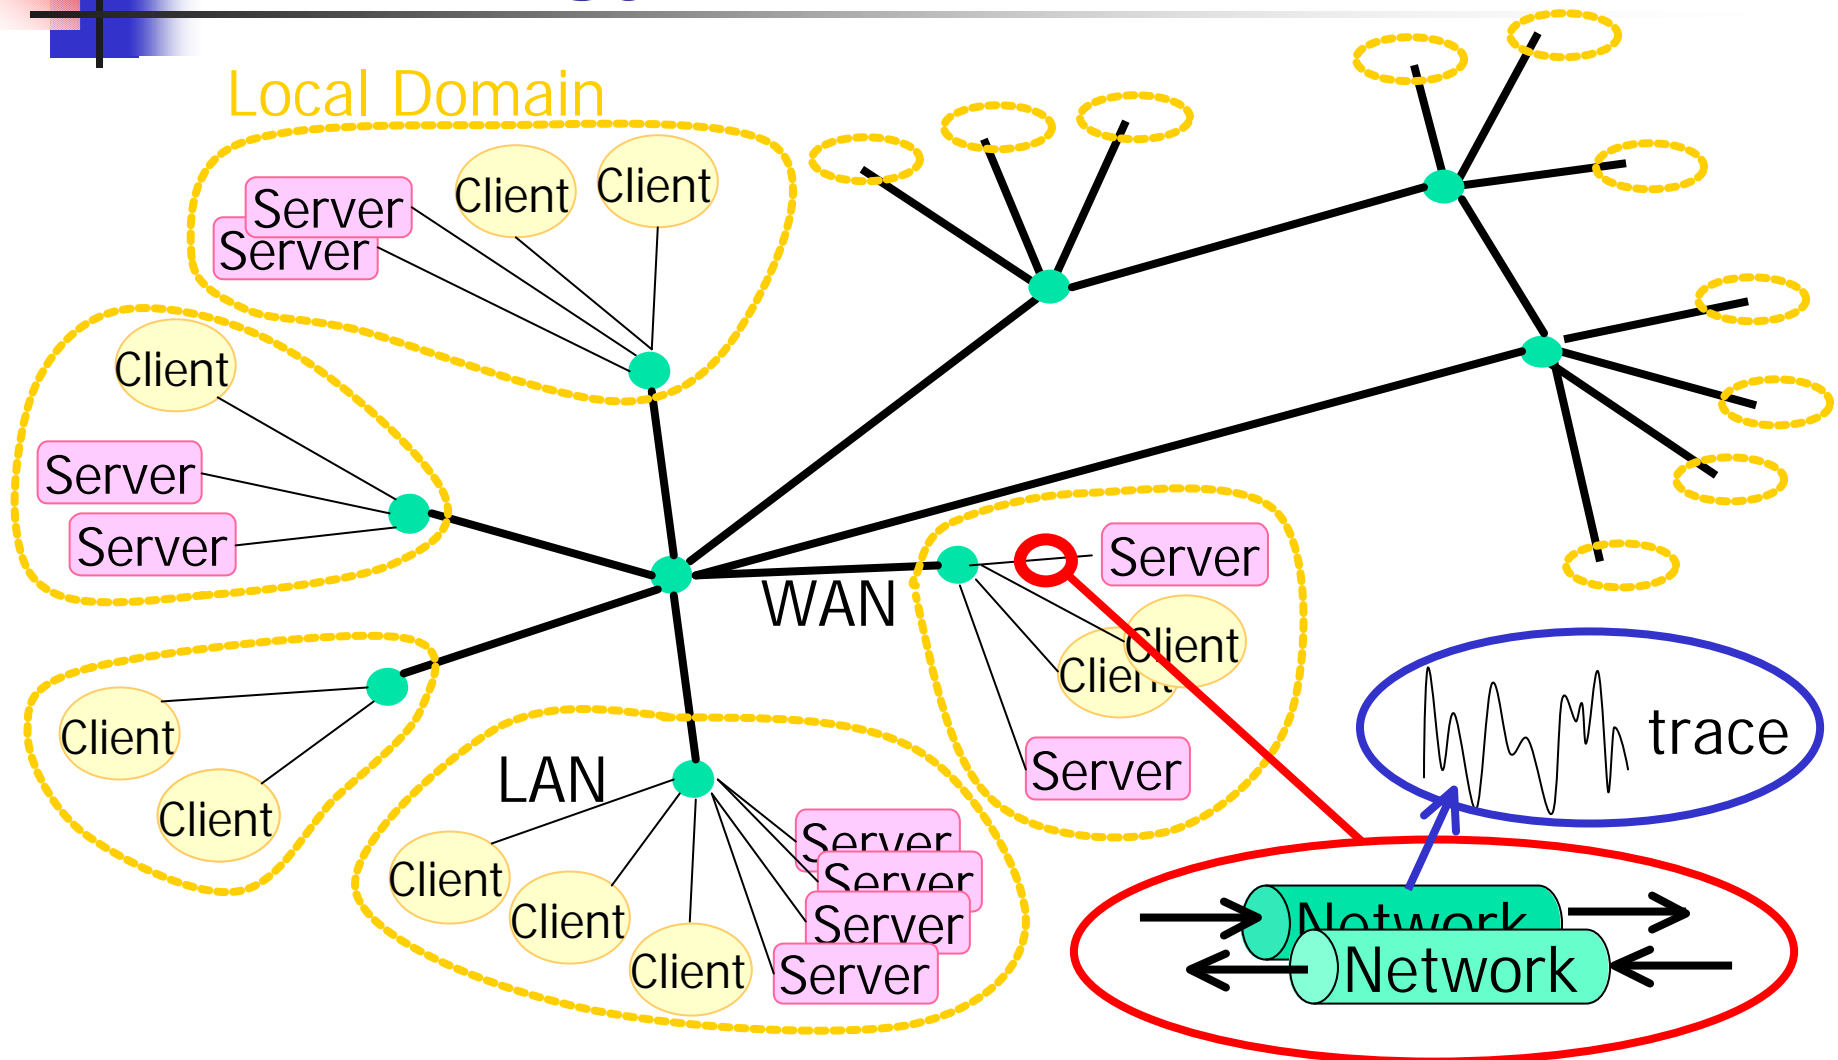 Local Domain
Client
Client
Server
Server
Client
Server
Server
WAN
Server
Client
Client
Server
Client
Client
LAN
Client
Client
Client
Server
Server
Server
Server
trace
Network
Network